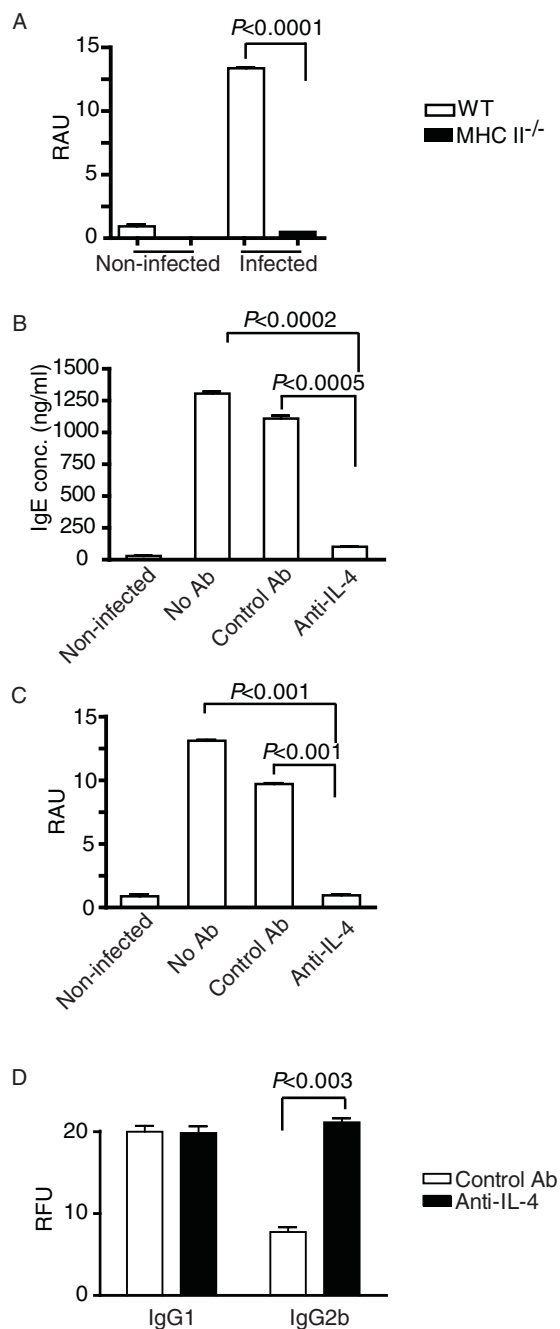 A
P<0.0001
15
10
5
0
RAU
Non-infected
Infected
WT
MHC II-/-
B
P<0.0002
P<0.0005
1500
1250
1000
750
500
250
0
IgE conc. (ng/ml)
Non-infected
No Ab
Control Ab
Anti-IL-4
C
P<0.001
P<0.001
15
10
5
0
RAU
Non-infected
No Ab
Control Ab
Anti-IL-4
D
P<0.003
20
10
0
RFU
IgG1
IgG2b
Control Ab
Anti-IL-4